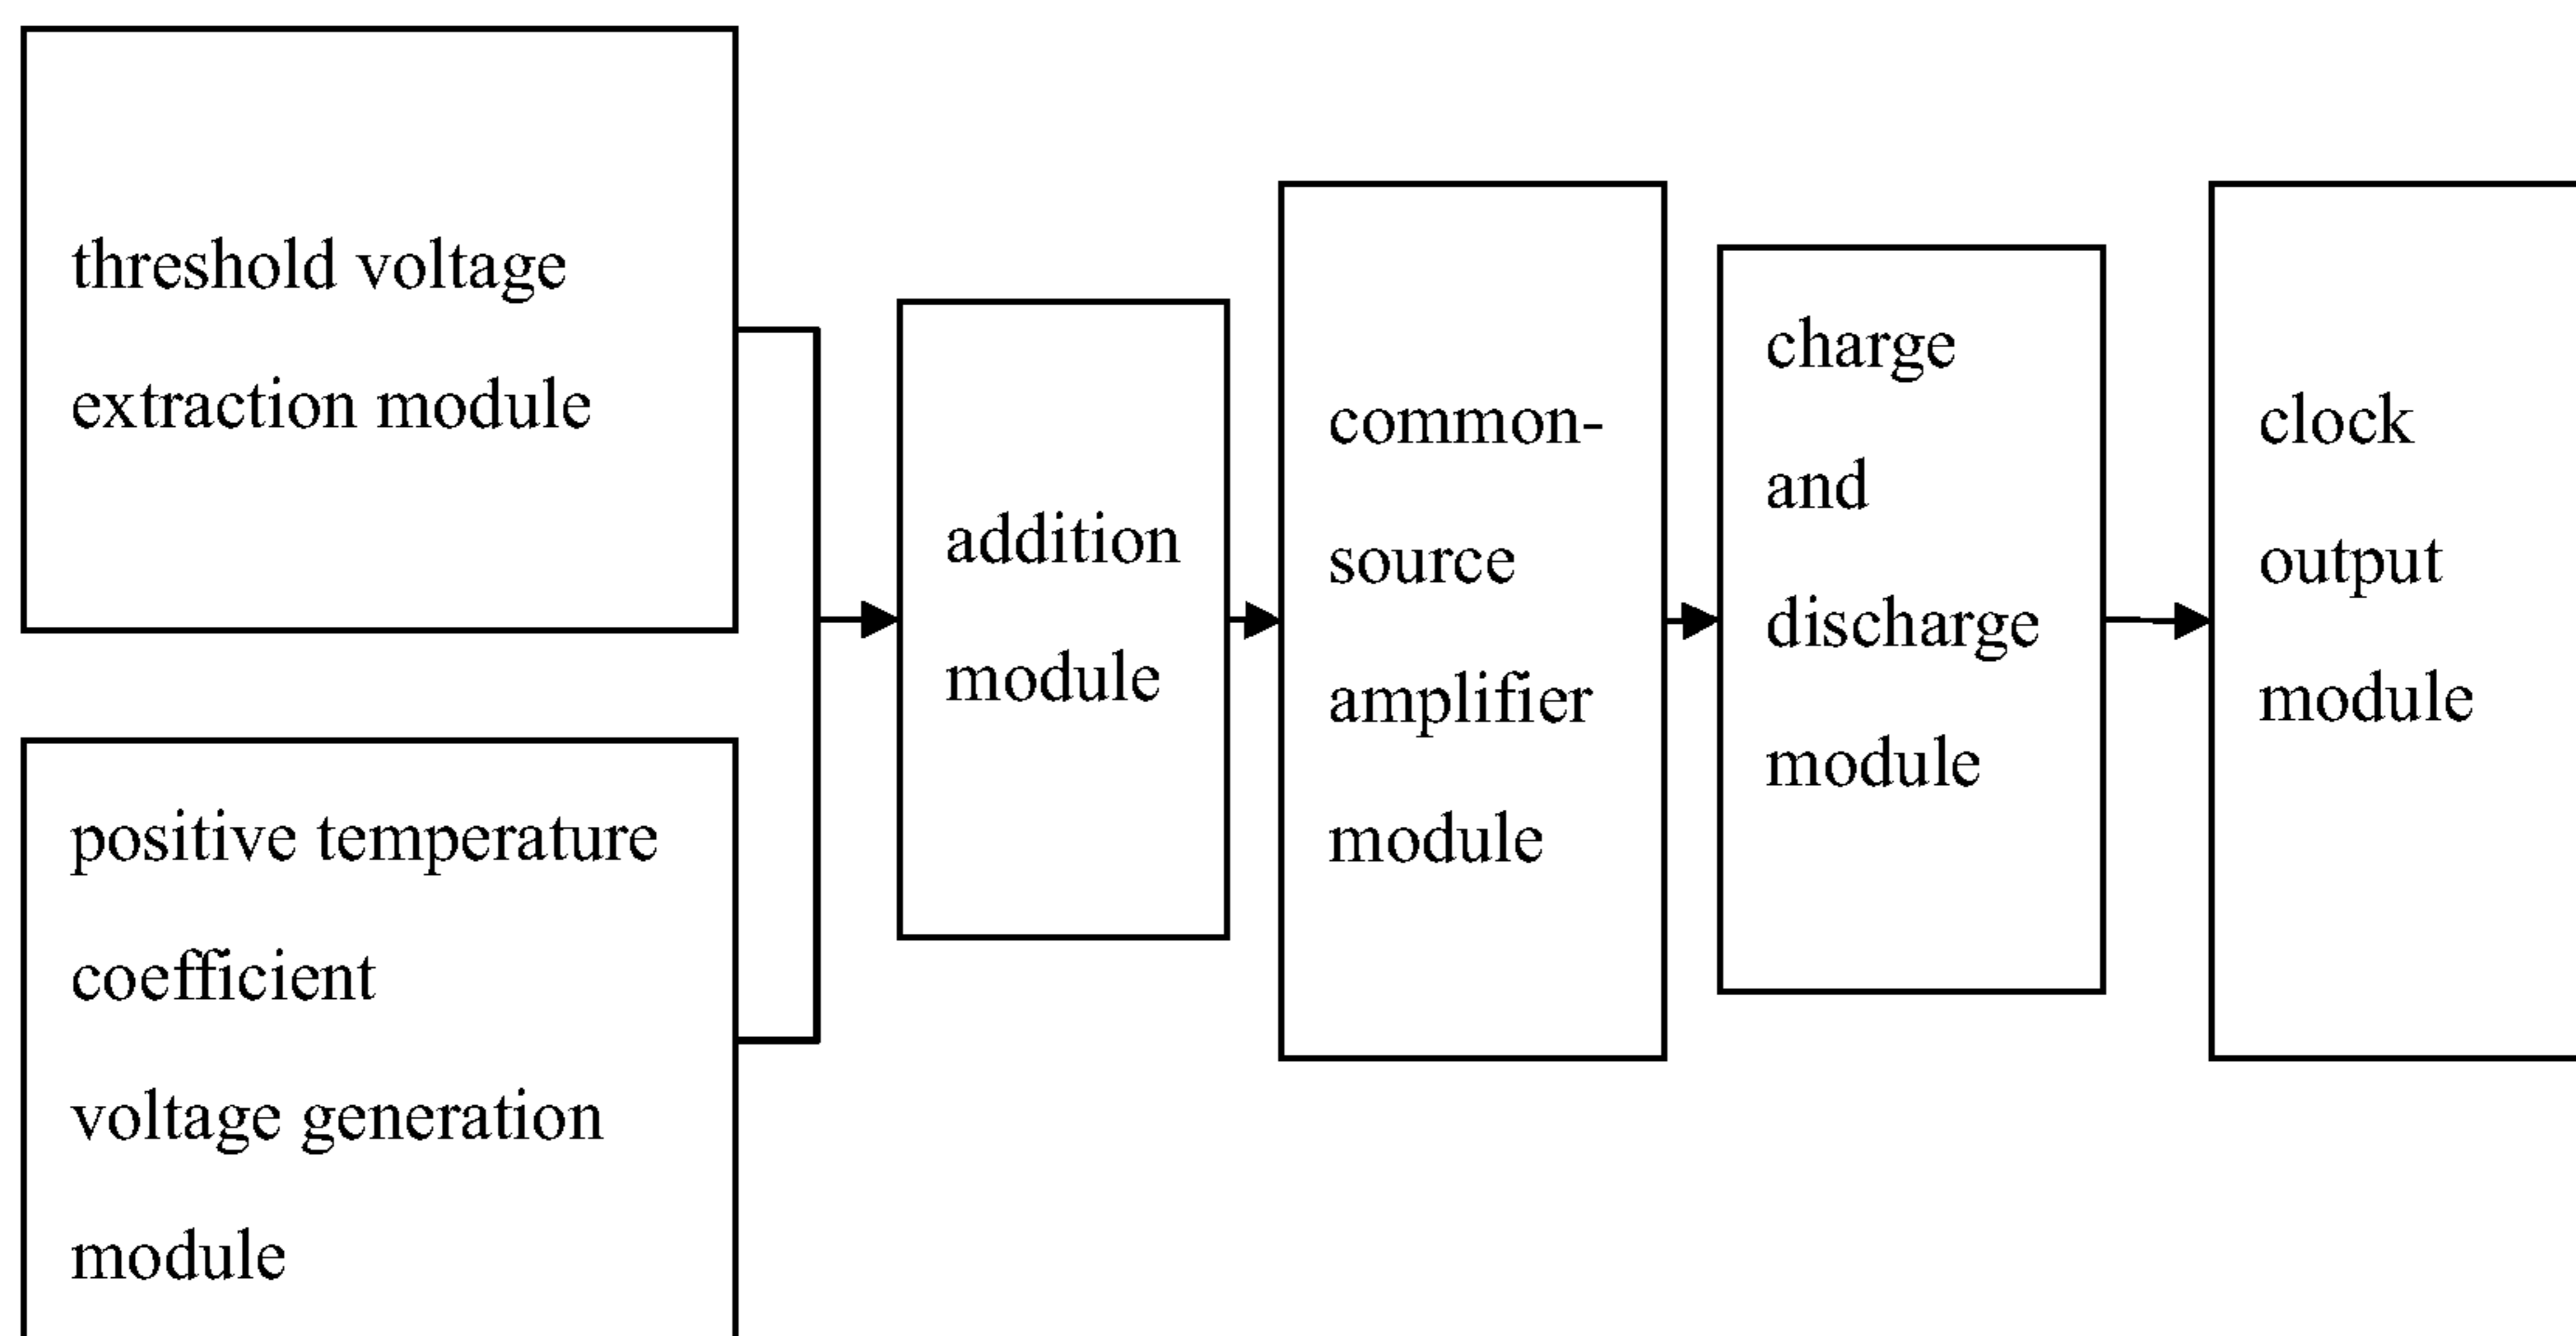 threshold voltage
extraction module
positive temperature
coefficient
voltage generation
module
addition
module
common-
source
amplifier
module
charge
and
discharge
module
clock
output
module